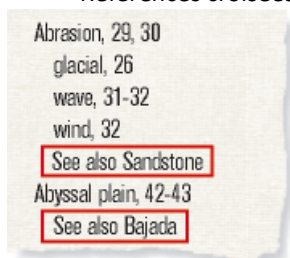 Abrasion, 29, 30
glacial, 26
wave, 31-32
wind, 32
See also Sandstone
Abyssal plain, 42-43
See also Bajada